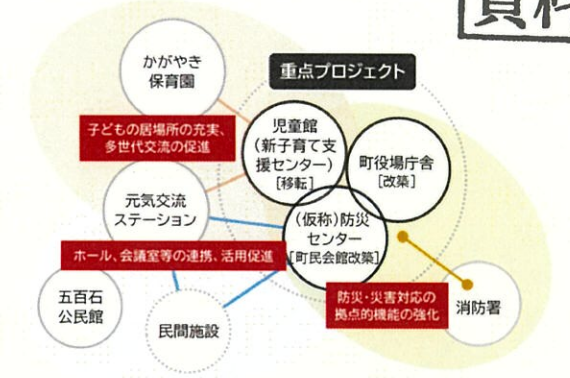 資料
かがやき
保育園
重点プロジェクト
子どもの居場所の充実、
多世代交流の促進
児童館
(新子育て支
援センター)
[移転]
町役場庁舎
[改築]
元気交流
ステーション
(仮称)防災
センター
[町民会館改築]
ホール、会議室等の連携、活用促進
五百石
公民館
民間施設
防災・災害対応の
拠点的機能の強化
消防署